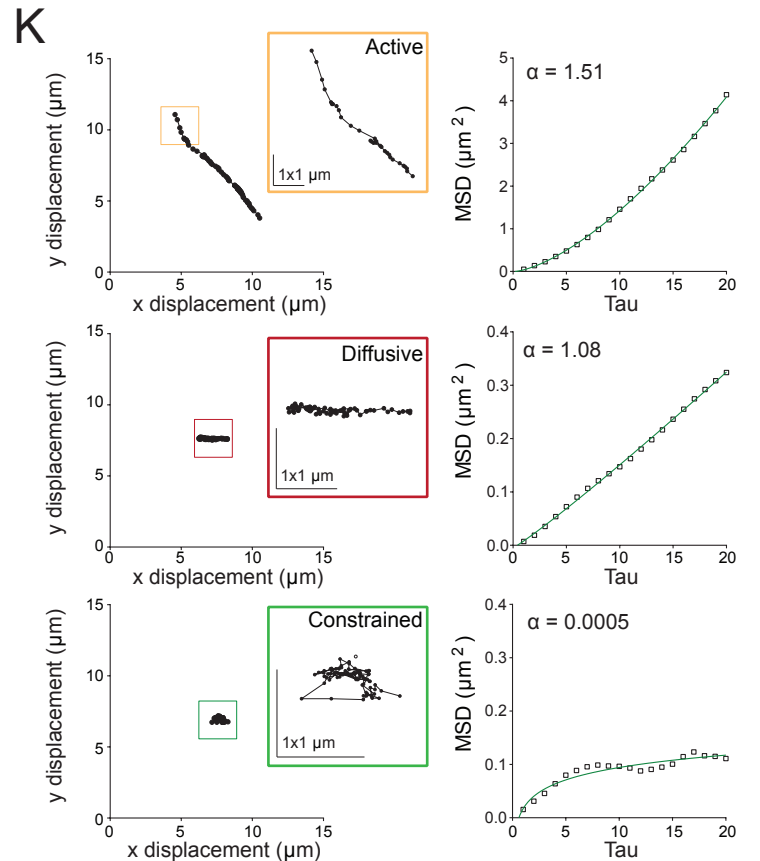 K
Active
1x1 μm
y displacement (μm)
15
10
5
0
0
5
10
15
x displacement (μm)
α = 1.51
MSD (μm²)
5
4
3
2
1
0
0
5
10
15
20
Tau
Diffusive
1x1 μm
y displacement (μm)
15
10
5
0
0
5
10
15
x displacement (μm)
α = 1.08
MSD (μm²)
0.4
0.3
0.2
0.1
0.0
0
5
10
15
20
Tau
Constrained
1x1 μm
y displacement (μm)
15
10
5
0
0
5
10
15
x displacement (μm)
α = 0.0005
MSD (μm²)
0.4
0.3
0.2
0.1
0.0
0
5
10
15
20
Tau